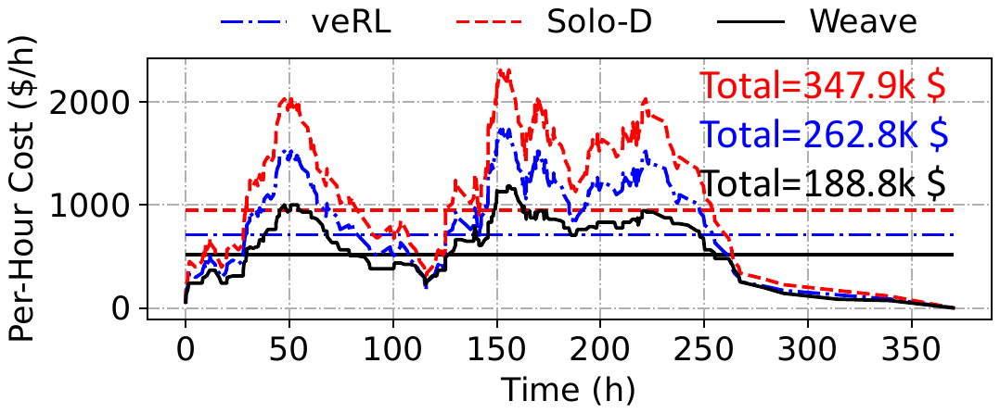 veRL Solo-D Weave
Per-Hour Cost ($/h)
2000
1000
0
Total=347.9k $
Total=262.8K $
Total=188.8k $
0 50 100 150 200 250 300 350
Time (h)